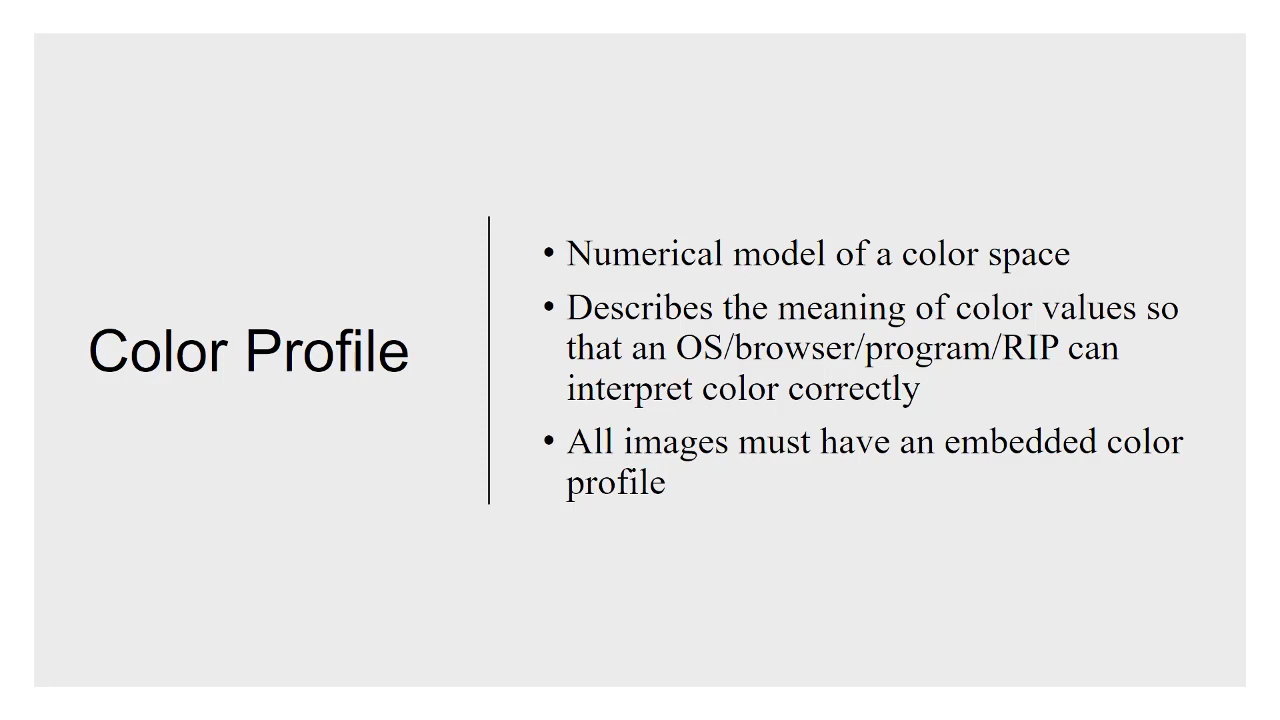 Color Profile
• Numerical model of a color space
• Describes the meaning of color values so
that an OS/browser/program/RIP can
interpret color correctly
• All images must have an embedded color
profile